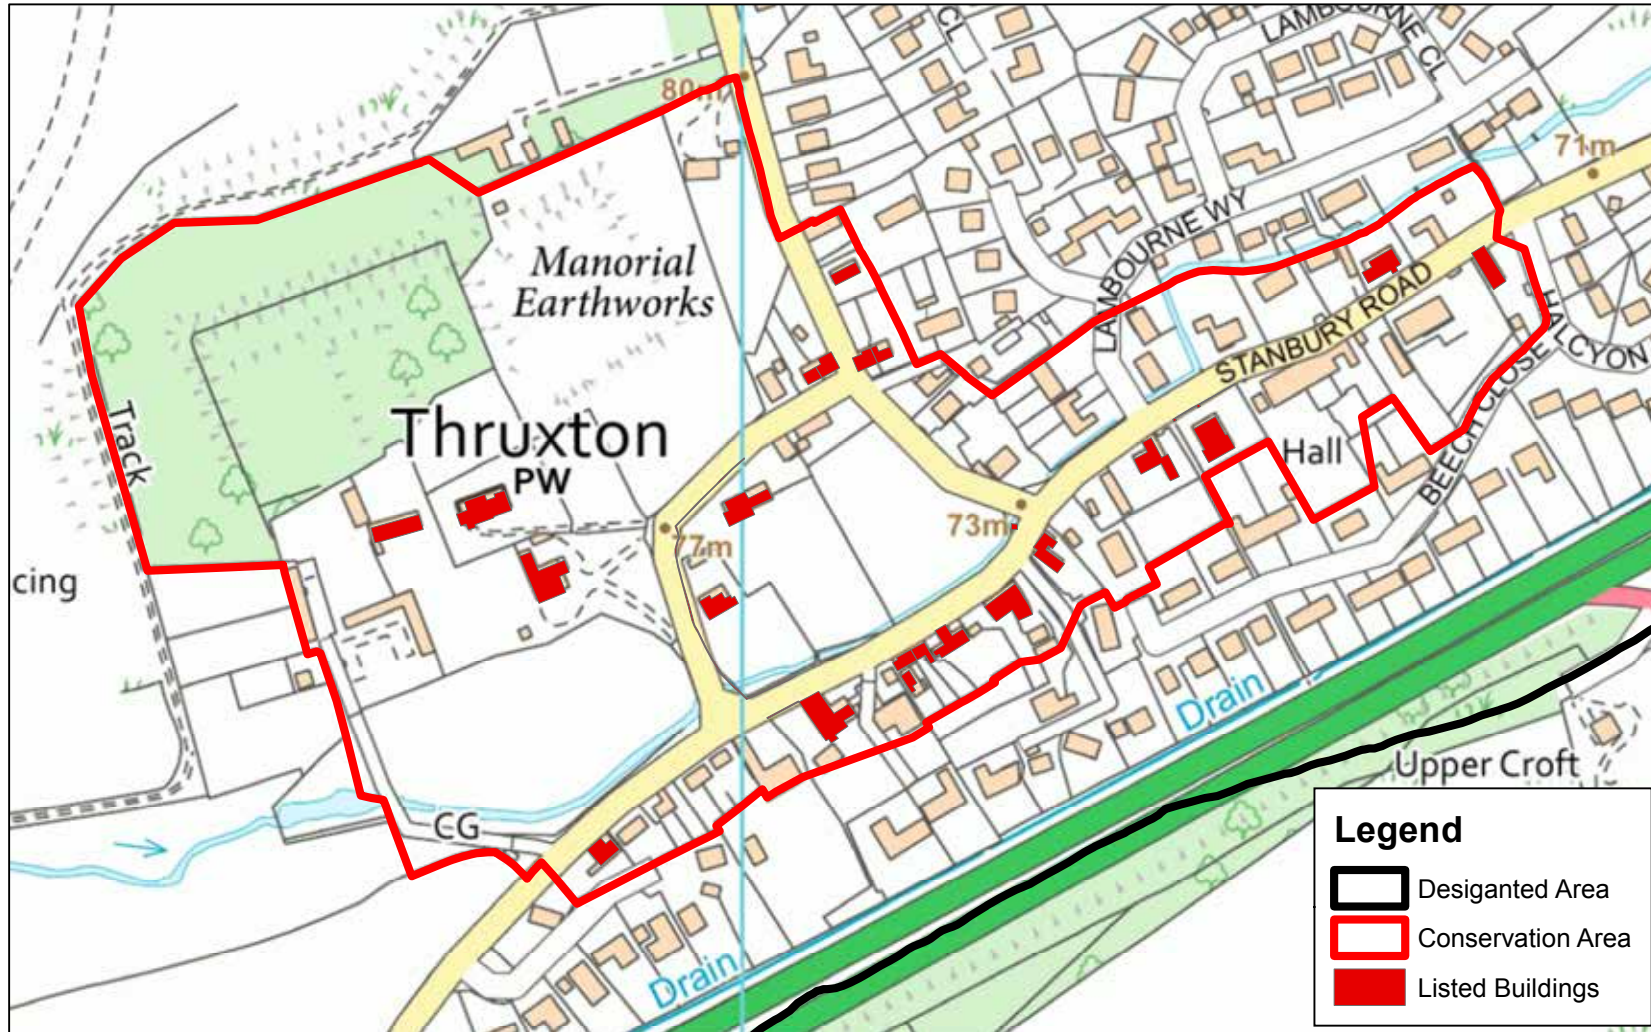 CL
LAMBOURNE CL
80m
71m
LAMBOURNE WY
Manorial
Earthworks
STANBURY ROAD
HALCYON
Track
Thruxton
PW
Hall
BEECH CLOSE
73m
77m
cing
Drain
Upper Croft
CG
Drain
Legend
Desiganted Area
Conservation Area
Listed Buildings